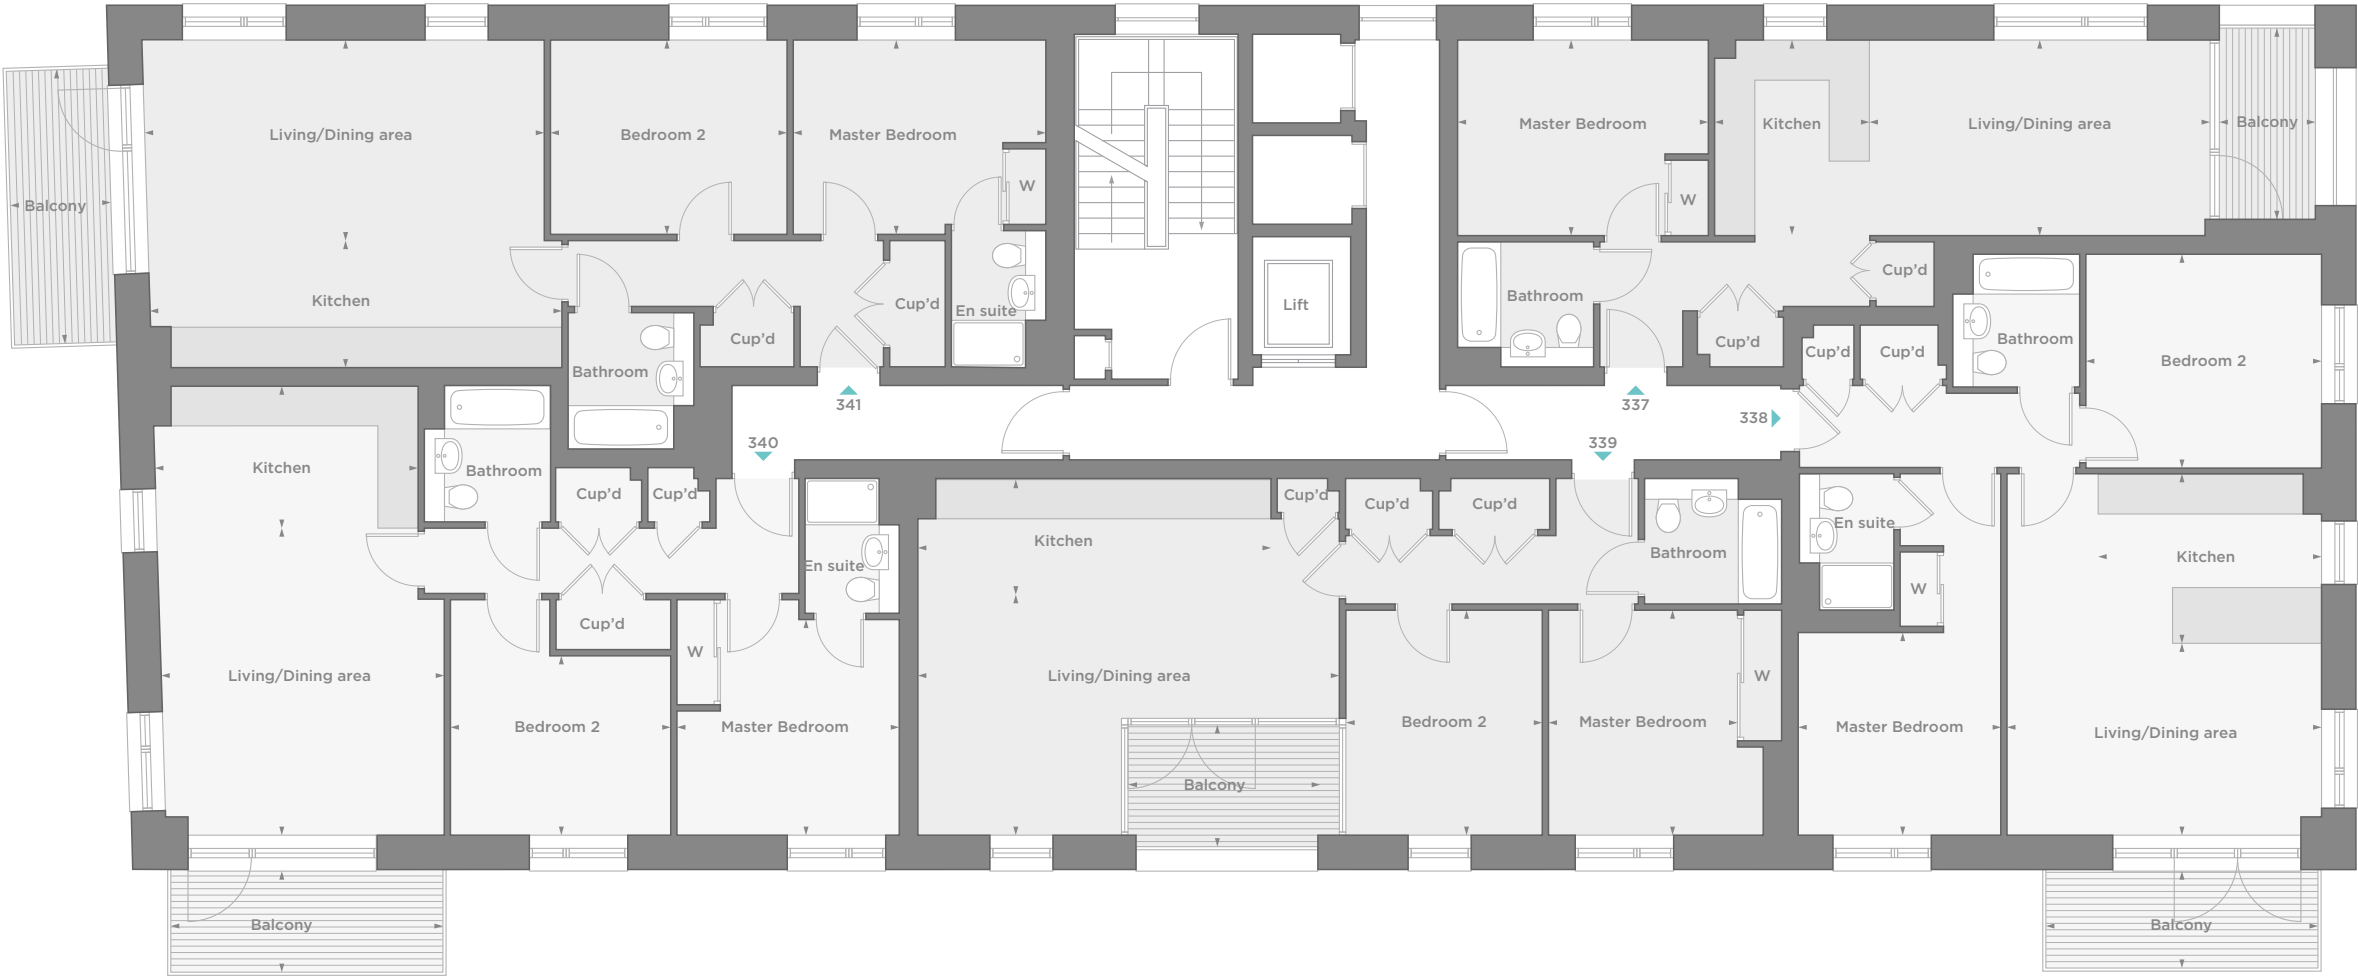 Living/Dining area
Bedroom 2
Master Bedroom
W
Balcony
Kitchen
Cup'd
Cup'd
En suite
Bathroom
341
Lift
Master Bedroom
W
Kitchen
Living/Dining area
Balcony
Bathroom
Cup'd
Cup'd
337
338
Cup'd
Cup'd
Bathroom
Bedroom 2
340
Kitchen
Bathroom
Cup'd
Cup'd
En suite
Cup'd
W
Living/Dining area
Bedroom 2
Master Bedroom
Balcony
339
Kitchen
Cup'd
Cup'd
Cup'd
Bathroom
Living/Dining area
Bedroom 2
Master Bedroom
W
Balcony
En suite
W
Kitchen
Master Bedroom
Living/Dining area
Balcony